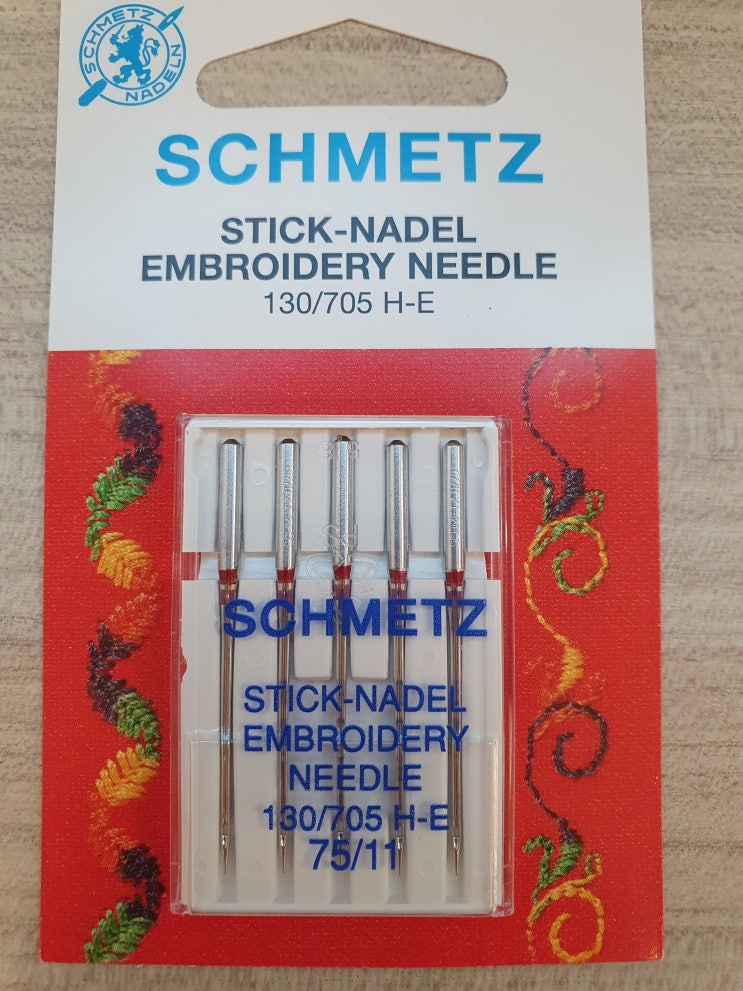 SCHMETZ
NADELN
SCHMETZ
STICK-NADEL
EMBROIDERY NEEDLE
130/705 H-E
SCHMETZ
STICK-NADEL
EMBROIDERY
NEEDLE
130/705 H-E
75/11